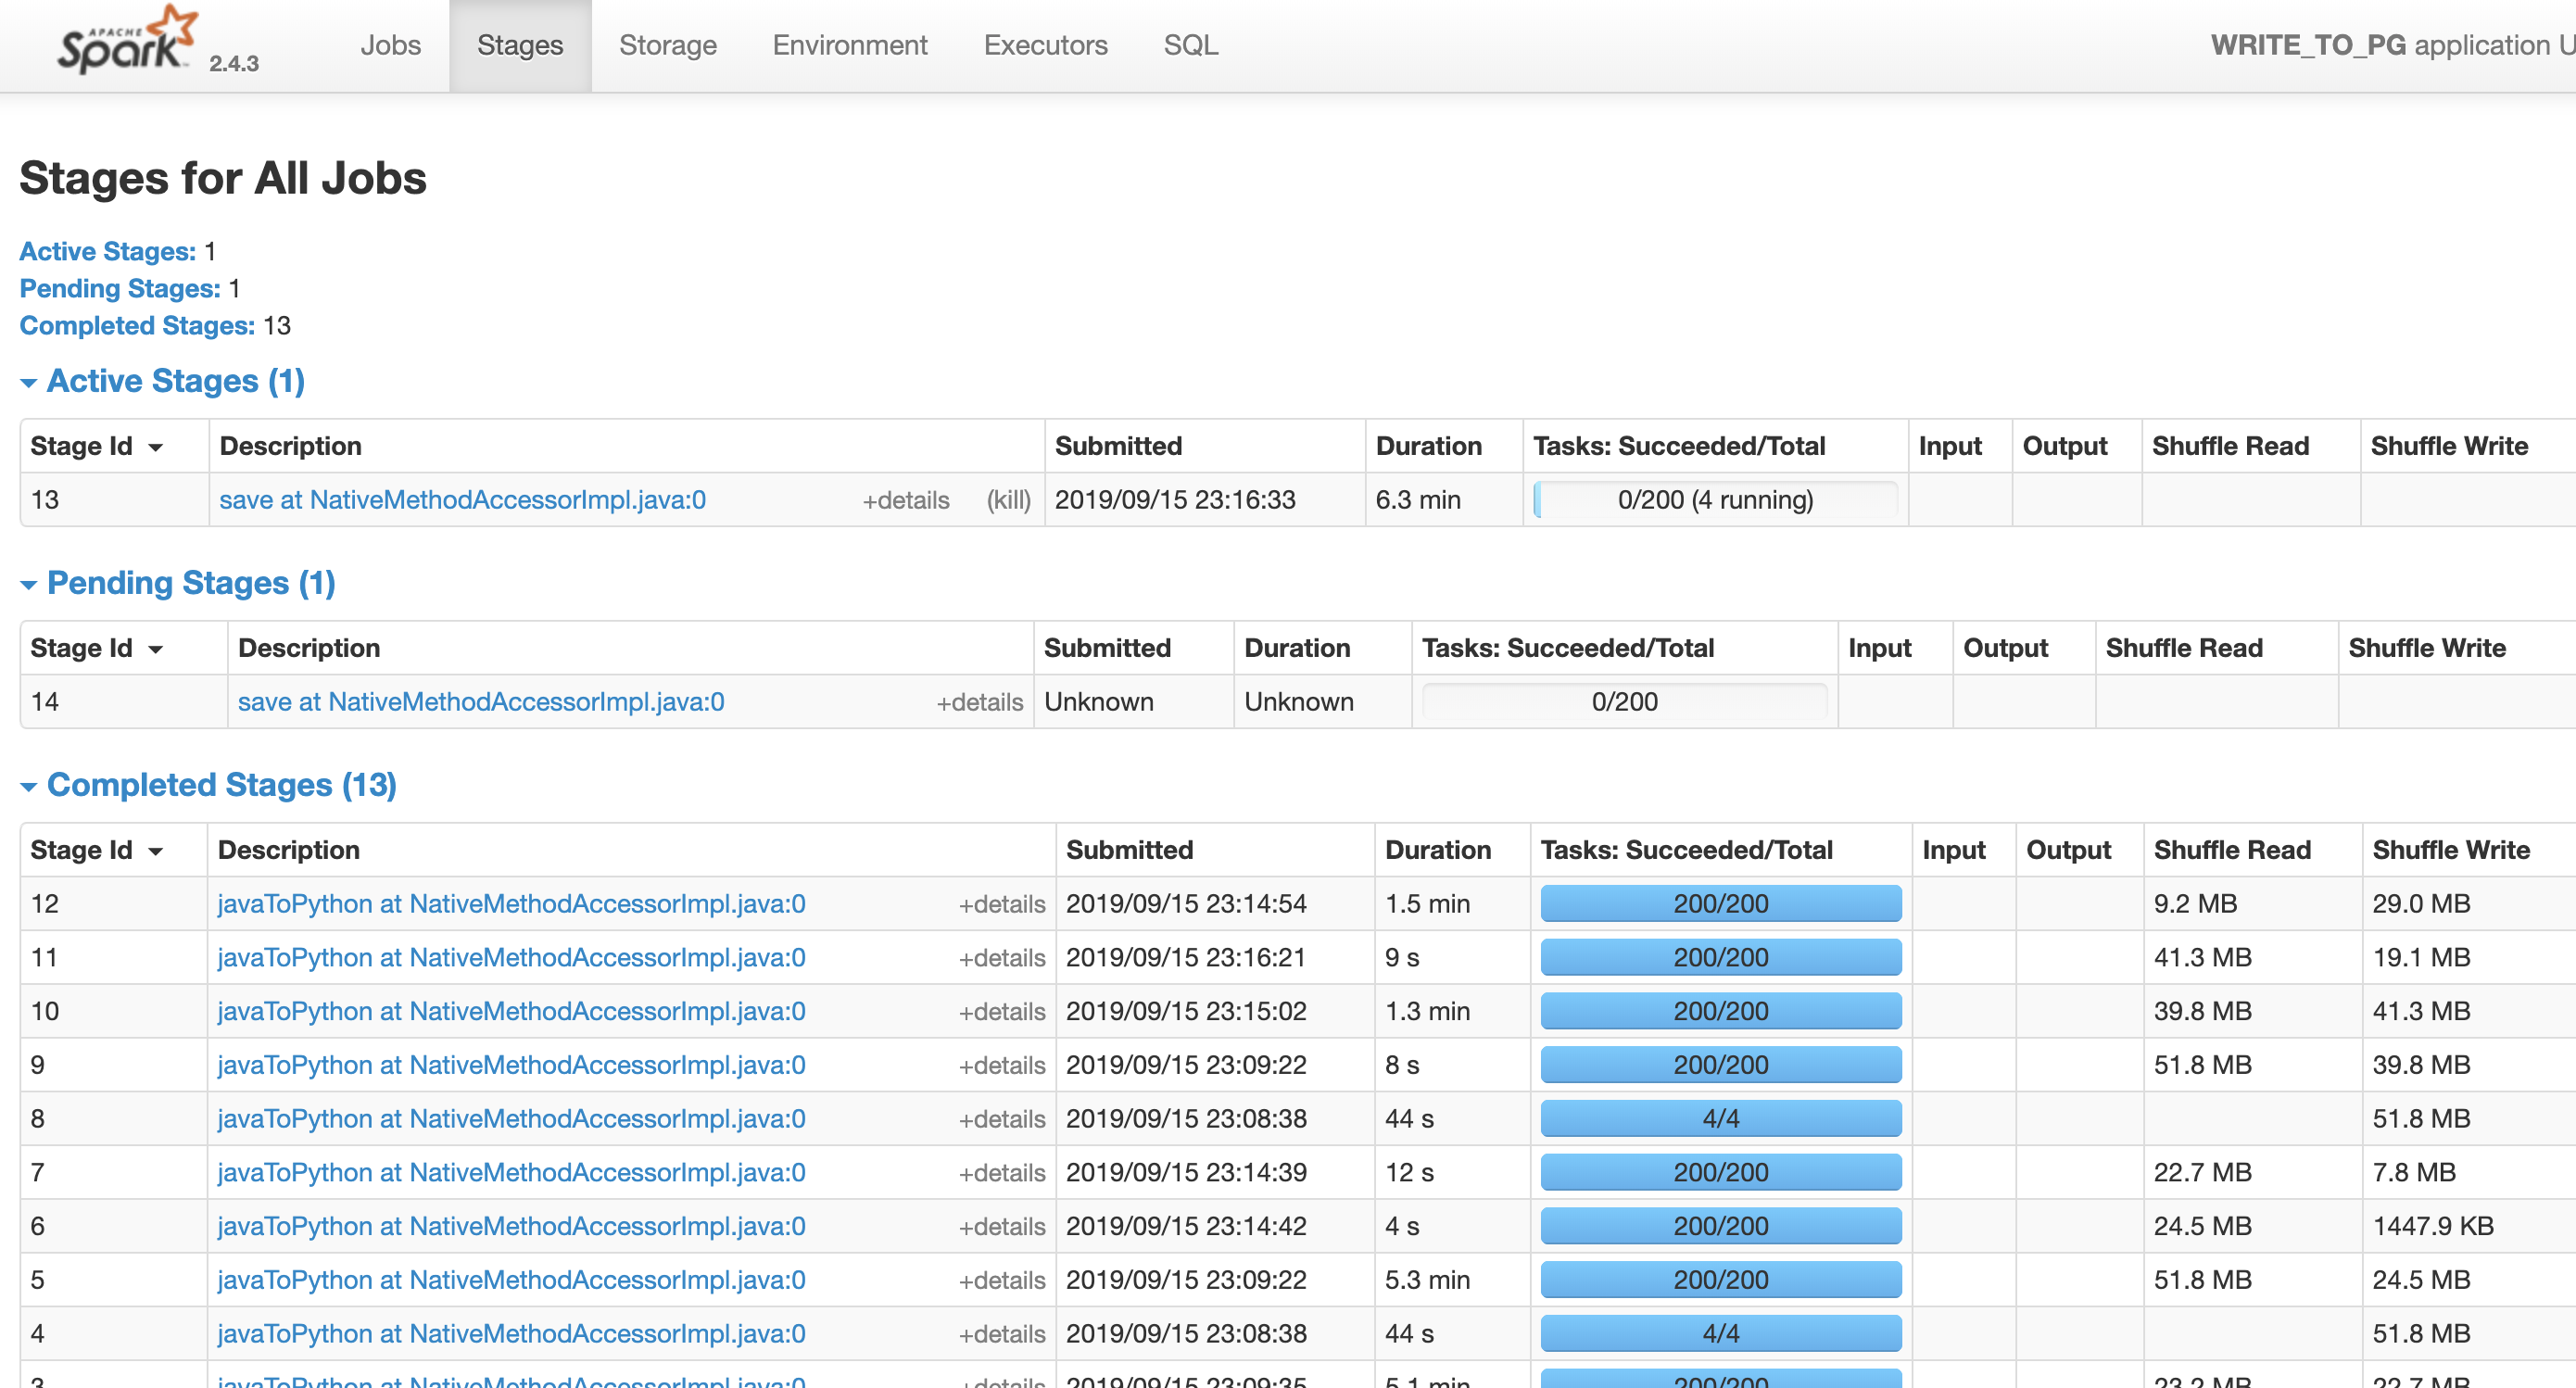 APACHE Spark 2.4.3 Jobs Stages Storage Environment Executors SQL WRITE_TO_PG application U
Stages for All Jobs
Active Stages: 1
Pending Stages: 1
Completed Stages: 13
Active Stages (1)
Stage Id Description Submitted Duration Tasks: Succeeded/Total Input Output Shuffle Read Shuffle Write
13 save at NativeMethodAccessorImpl.java:0 +details (kill) 2019/09/15 23:16:33 6.3 min 0/200 (4 running)
Pending Stages (1)
Stage Id Description Submitted Duration Tasks: Succeeded/Total Input Output Shuffle Read Shuffle Write
14 save at NativeMethodAccessorImpl.java:0 +details Unknown Unknown 0/200
Completed Stages (13)
Stage Id Description Submitted Duration Tasks: Succeeded/Total Input Output Shuffle Read Shuffle Write
12 javaToPython at NativeMethodAccessorImpl.java:0 +details 2019/09/15 23:14:54 1.5 min 200/200 9.2 MB 29.0 MB
11 javaToPython at NativeMethodAccessorImpl.java:0 +details 2019/09/15 23:16:21 9 s 200/200 41.3 MB 19.1 MB
10 javaToPython at NativeMethodAccessorImpl.java:0 +details 2019/09/15 23:15:02 1.3 min 200/200 39.8 MB 41.3 MB
9 javaToPython at NativeMethodAccessorImpl.java:0 +details 2019/09/15 23:09:22 8 s 200/200 51.8 MB 39.8 MB
8 javaToPython at NativeMethodAccessorImpl.java:0 +details 2019/09/15 23:08:38 44 s 4/4 51.8 MB
7 javaToPython at NativeMethodAccessorImpl.java:0 +details 2019/09/15 23:14:39 12 s 200/200 22.7 MB 7.8 MB
6 javaToPython at NativeMethodAccessorImpl.java:0 +details 2019/09/15 23:14:42 4 s 200/200 24.5 MB 1447.9 KB
5 javaToPython at NativeMethodAccessorImpl.java:0 +details 2019/09/15 23:09:22 5.3 min 200/200 51.8 MB 24.5 MB
4 javaToPython at NativeMethodAccessorImpl.java:0 +details 2019/09/15 23:08:38 44 s 4/4 51.8 MB
3 javaToPython at NativeMethodAccessorImpl.java:0 +details 2019/09/15 23:09:35 5.1 min 200/200 23.2 MB 22.7 MB